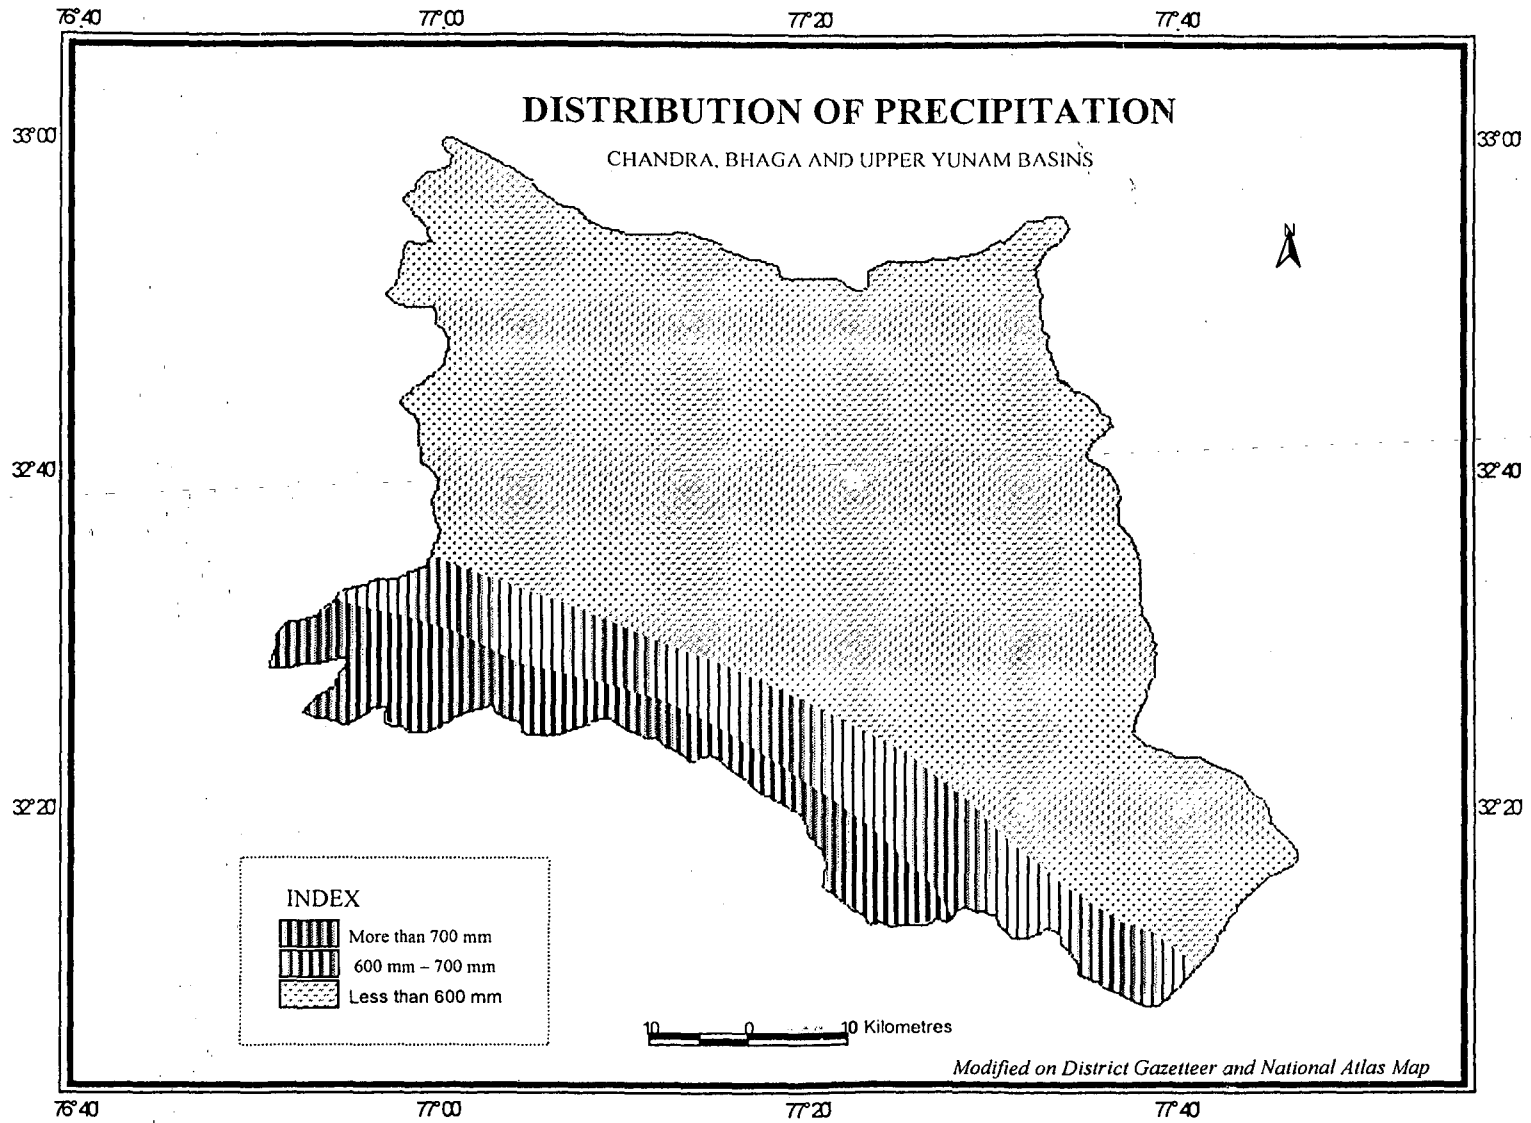 76°40 77°00 77°20 77°40
DISTRIBUTION OF PRECIPITATION
33°00 33°00
CHANDRA, BHAGA AND UPPER YUNAM BASINS
N
32°40 32°40
32°20 32°20
INDEX
More than 700 mm
600 mm – 700 mm
Less than 600 mm
10 0 10 Kilometres
Modified on District Gazetteer and National Atlas Map
76°40 77°00 77°20 77°40